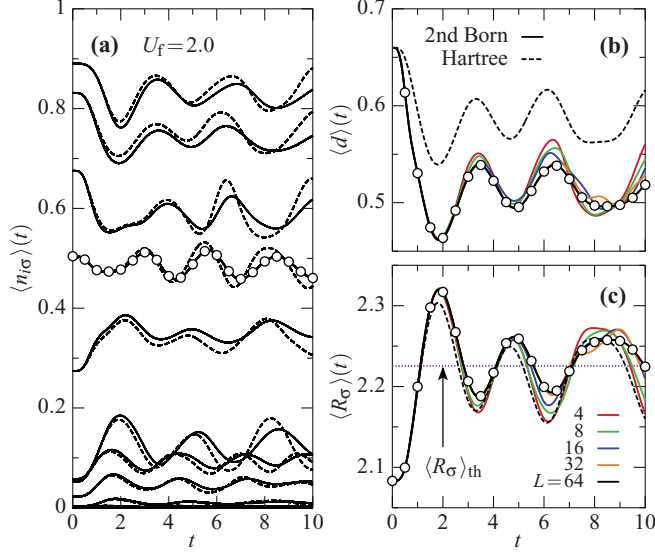 (a) U_f = 2.0
⟨n_iσ⟩(t)
1
0.8
0.6
0.4
0.2
0
0 2 4 6 8 10
t
(b)
2nd Born
Hartree
⟨d⟩(t)
0.7
0.6
0.5
(c)
⟨R_σ⟩(t)
2.3
2.2
2.1
⟨R_σ⟩_th
4
8
16
32
L = 64
0 2 4 6 8 10
t